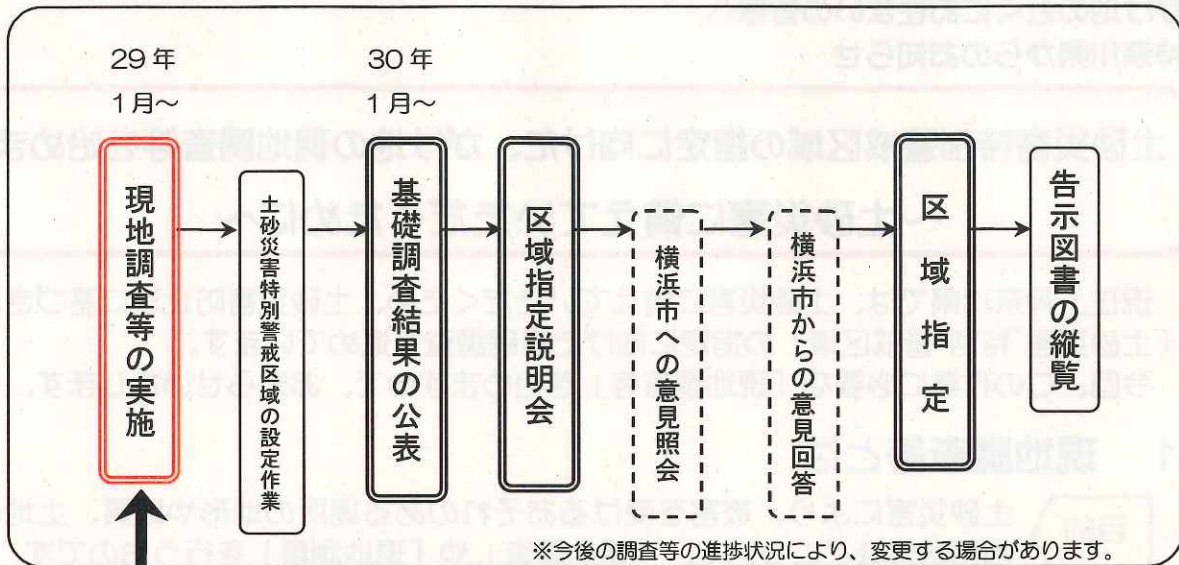 29年
1月～
30年
1月～
現地調査等の実施
土砂災害特別警戒区域の設定作業
基礎調査結果の公表
区域指定説明会
横浜市への意見照会
横浜市からの意見回答
区域指定
告示図書の縦覧
※今後の調査等の進捗状況により、変更する場合があります。